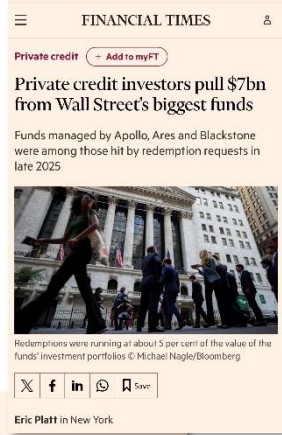 FINANCIAL TIMES
Private credit
+ Add to myFT
Private credit investors pull $7bn
from Wall Street's biggest funds
Funds managed by Apollo, Ares and Blackstone
were among those hit by redemption requests in
late 2025
Redemptions were running at about 5 per cent of the value of the
funds' investment portfolios © Michael Nagle/Bloomberg
Save
Eric Platt in New York